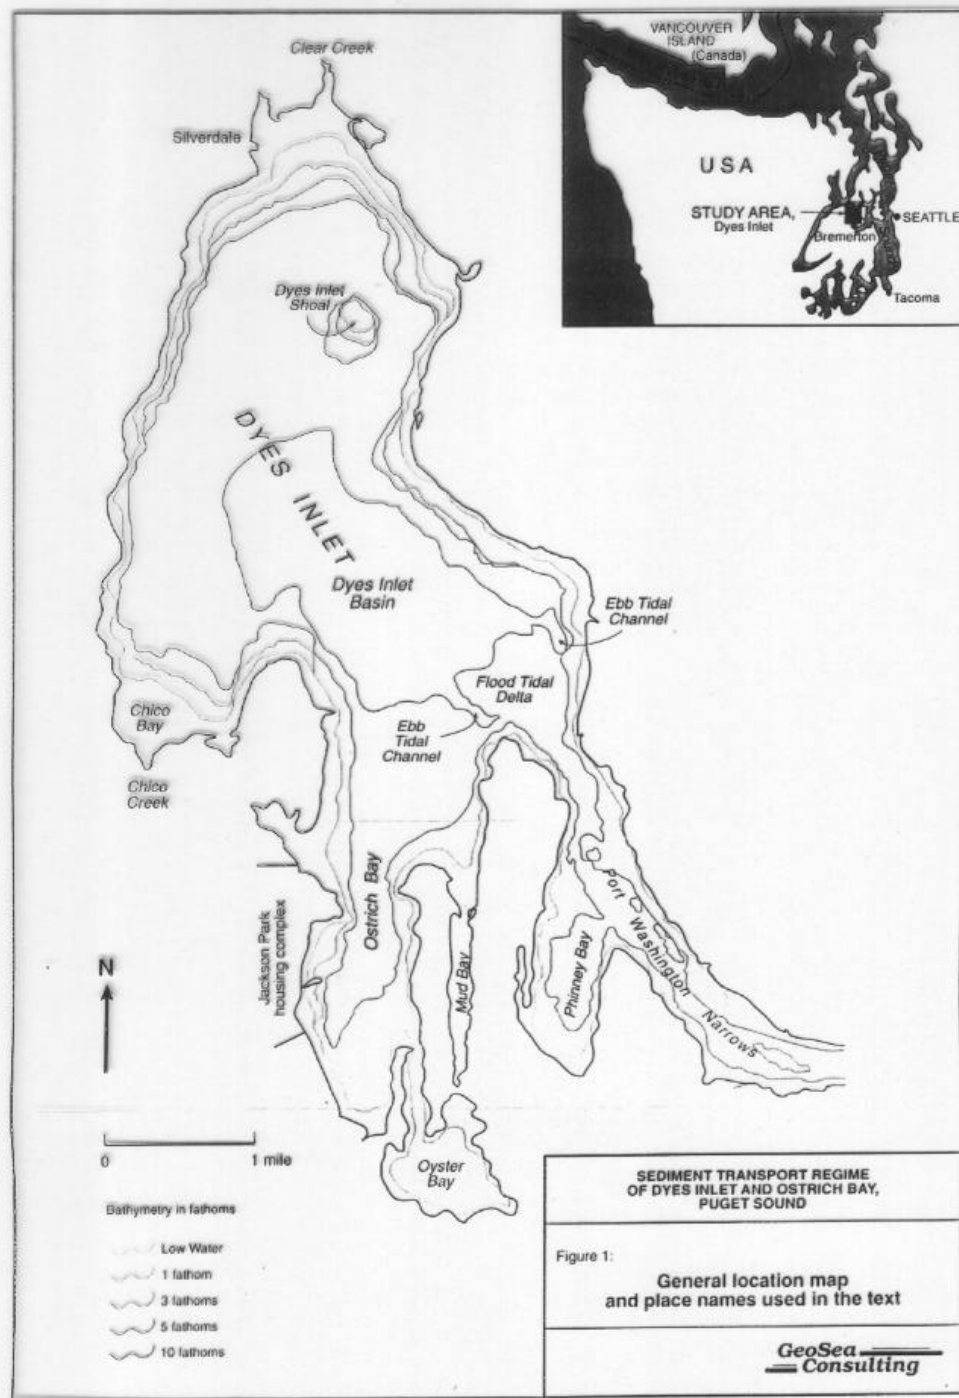 Clear Creek
Silverdale
Dyes Inlet
Shoal
DYES INLET
Dyes Inlet
Basin
Ebb Tidal
Channel
Flood Tidal
Delta
Ebb
Tidal
Channel
Chico
Bay
Chico
Creek
Ostrich Bay
Jackson Park
housing complex
Mud Bay
Phinney Bay
Port Washington Narrows
Oyster
Bay
N
0 1 mile
Bathymetry in fathoms
Low Water
1 fathom
3 fathoms
5 fathoms
10 fathoms
VANCOUVER
ISLAND
(Canada)
USA
STUDY AREA,
Dyes Inlet
SEATTLE
Bremerton
Tacoma
SEDIMENT TRANSPORT REGIME
OF DYES INLET AND OSTRICH BAY,
PUGET SOUND
Figure 1:
General location map
and place names used in the text
GeoSea
Consulting